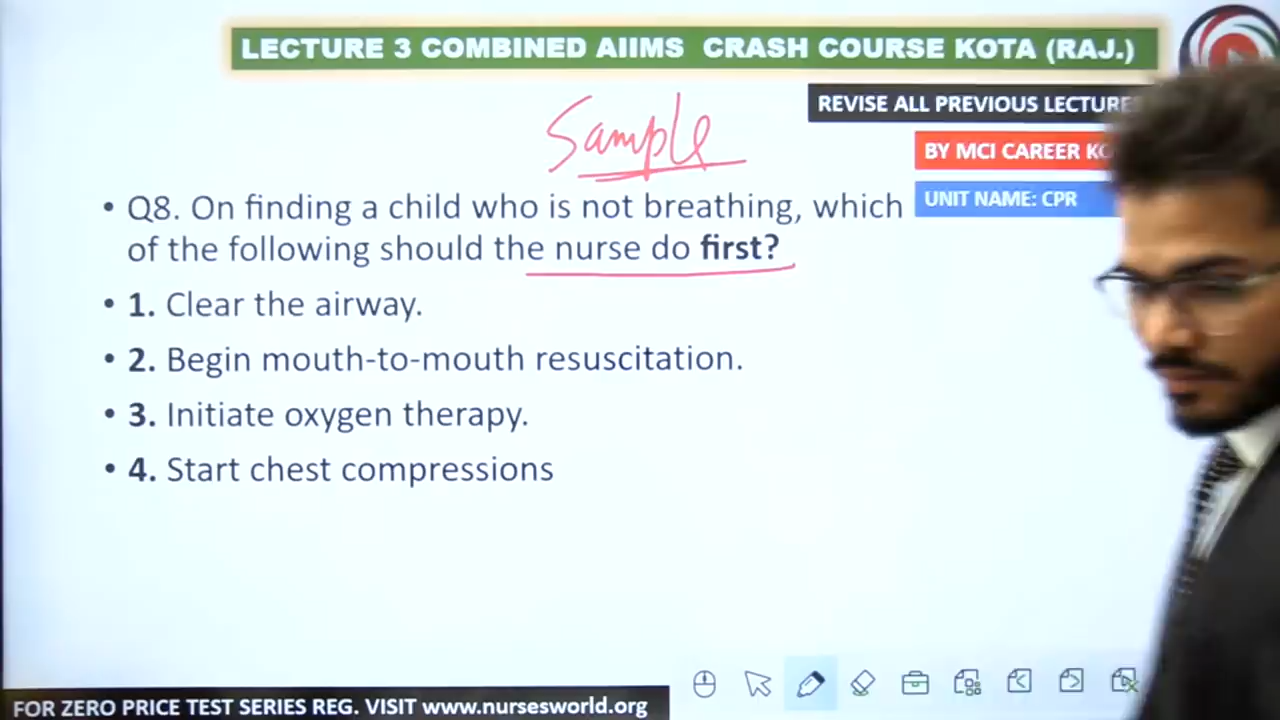 LECTURE 3 COMBINED AIIMS CRASH COURSE KOTA (RAJ.)
REVISE ALL PREVIOUS LECTURE
Sample
BY MCI CAREER KO
UNIT NAME: CPR
• Q8. On finding a child who is not breathing, which
of the following should the nurse do first?
• 1. Clear the airway.
• 2. Begin mouth-to-mouth resuscitation.
• 3. Initiate oxygen therapy.
• 4. Start chest compressions
FOR ZERO PRICE TEST SERIES REG. VISIT www.nursesworld.org